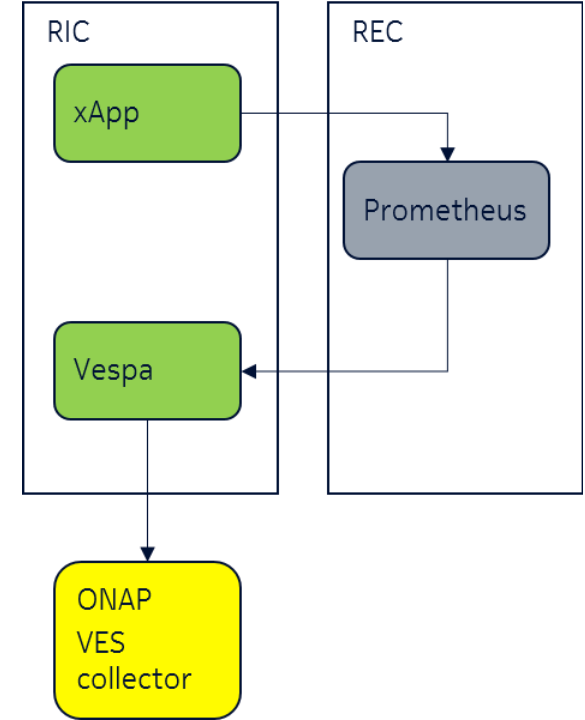 RIC
REC
xApp
Prometheus
Vespa
ONAP
VES
collector